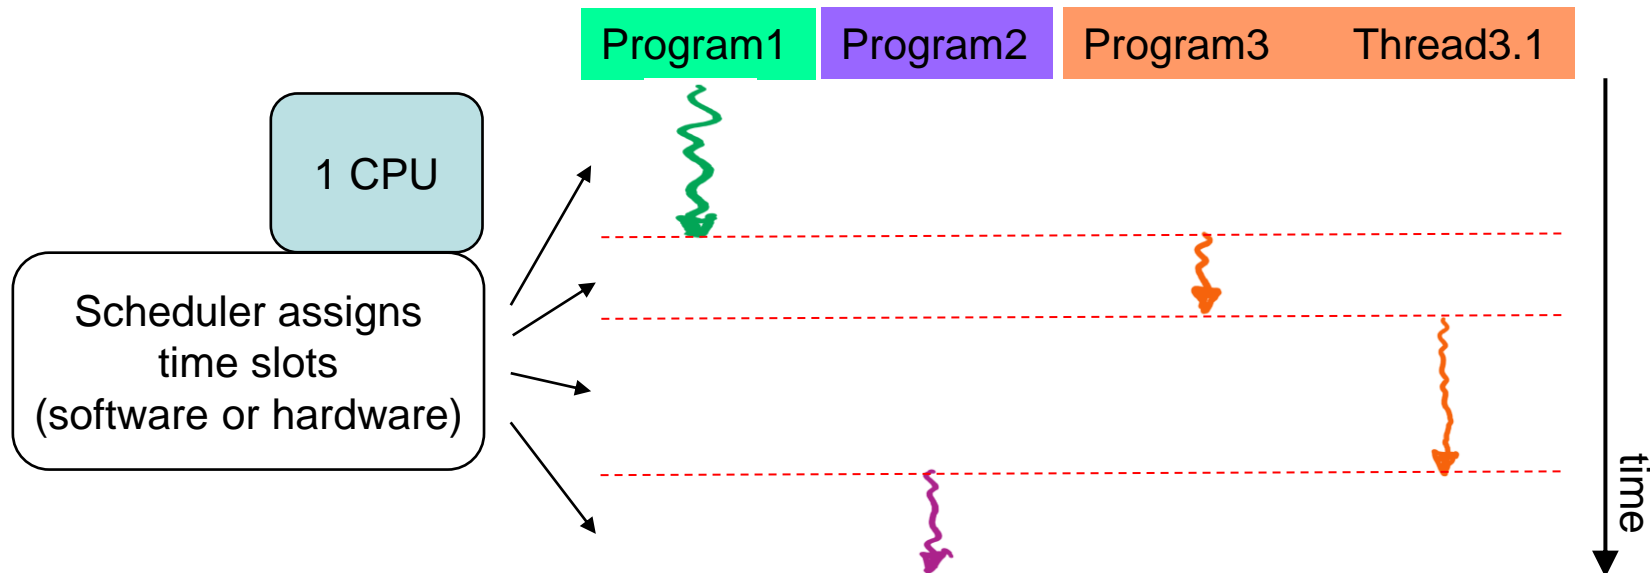 Program1
Program2
Program3
Thread3.1
1 CPU
Scheduler assigns
time slots
(software or hardware)
time